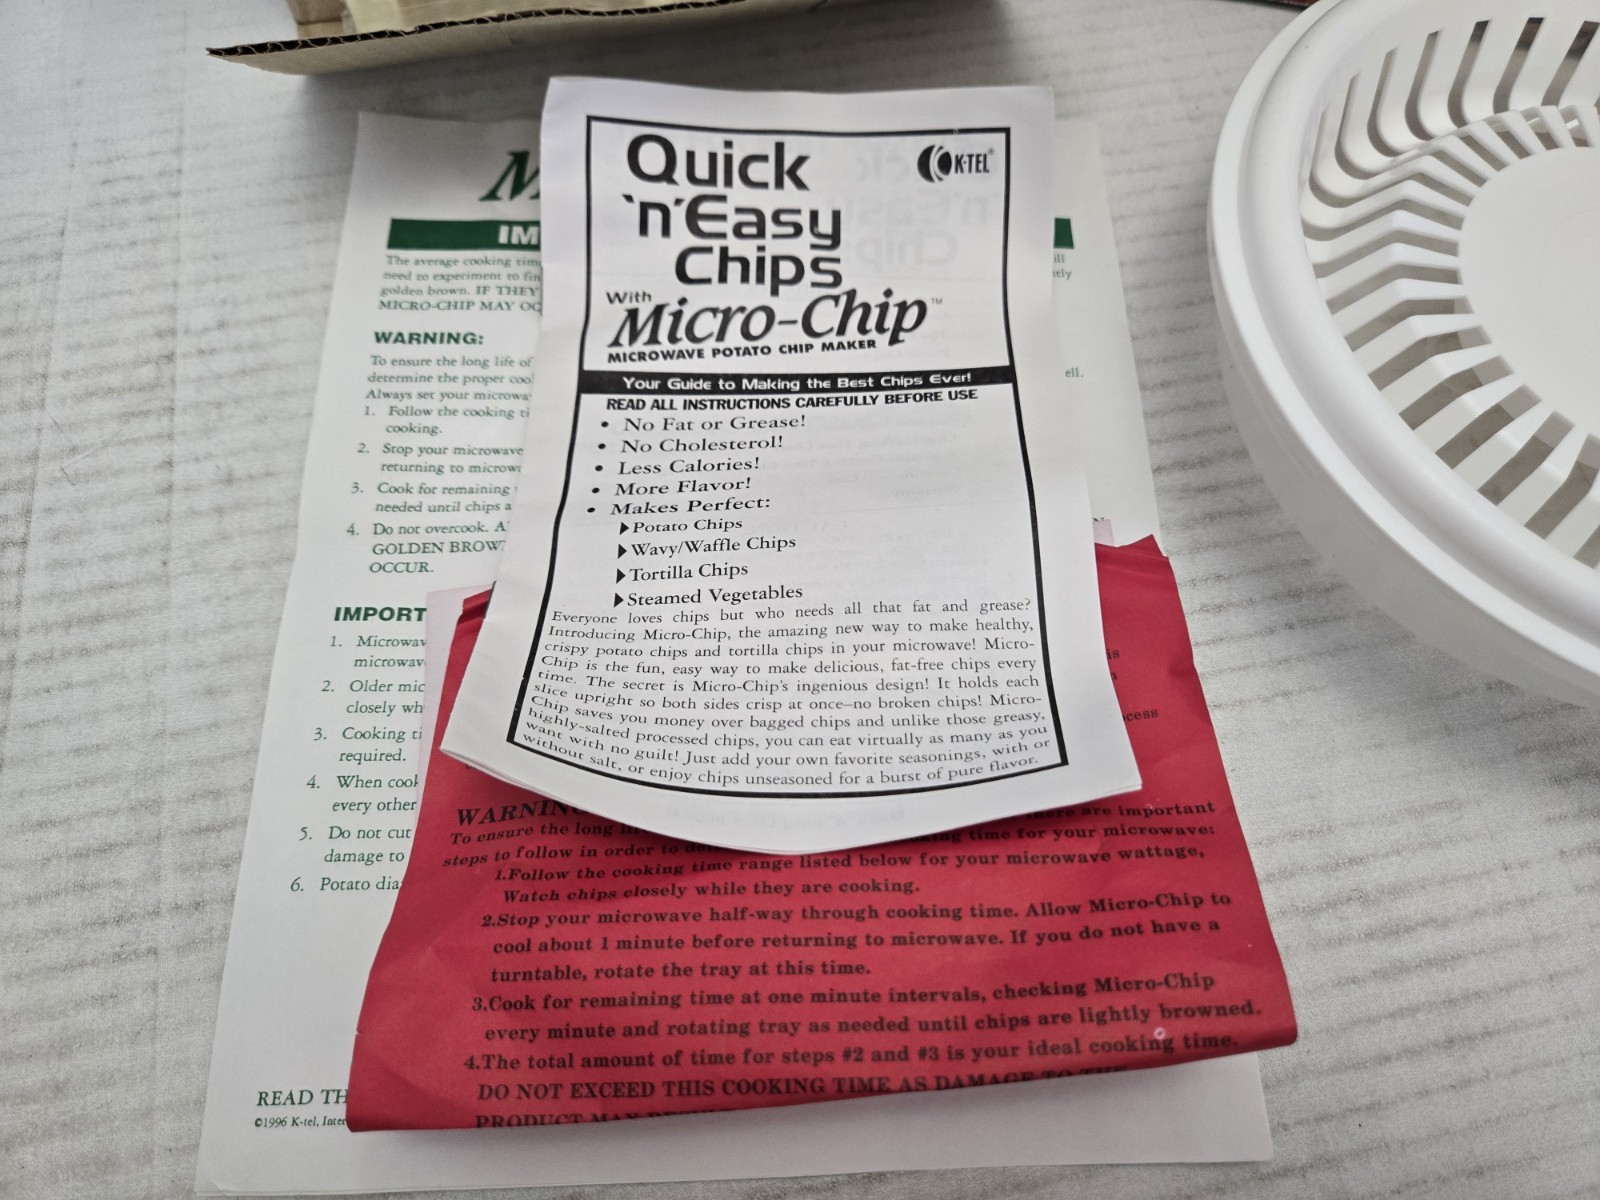 Quick
'n' Easy
Chips
With
Micro-Chip™
MICROWAVE POTATO CHIP MAKER
K-TEL®
Your Guide to Making the Best Chips Ever!
READ ALL INSTRUCTIONS CAREFULLY BEFORE USE
• No Fat or Grease!
• No Cholesterol!
• Less Calories!
• More Flavor!
• Makes Perfect:
▶Potato Chips
▶Wavy/Waffle Chips
▶Tortilla Chips
▶Steamed Vegetables
Everyone loves chips but who needs all that fat and grease?
Introducing Micro-Chip, the amazing new way to make healthy,
crispy potato chips and tortilla chips in your microwave! Micro-
Chip is the fun, easy way to make delicious, fat-free chips every
time. The secret is Micro-Chip's ingenious design! It holds each
slice upright so both sides crisp at once–no broken chips! Micro-
Chip saves you money over bagged chips and unlike those greasy,
highly-salted processed chips, you can eat virtually as many as you
want with no guilt! Just add your own favorite seasonings, with or
without salt, or enjoy chips unseasoned for a burst of pure flavor.
M
IM
The average cooking
need to experiment to
golden brown. IF THEY
MICRO-CHIP MAY
WARNING:
To ensure the long life of
determine the proper
Always set your
1. Follow the cooking
cooking.
2. Stop your microwave
returning to
3. Cook for remaining
needed until chips
4. Do not overcook.
GOLDEN
OCCUR.
IMPORT
1.
2. Older
closely
3. Cooking
required.
4. When
every other
5. Do not cut
damage to
6. Potato
READ
©1996 K-tel,
ell.
is
cess
WARNING
To ensure the long there are important
steps to follow in order to time for your microwave:
1.Follow the cooking time range listed below for your microwave wattage,
Watch chips closely while they are cooking.
2.Stop your microwave half-way through cooking time. Allow Micro-Chip to
cool about 1 minute before returning to microwave. If you do not have a
turntable, rotate the tray at this time.
3.Cook for remaining time at one minute intervals, checking Micro-Chip
every minute and rotating tray as needed until chips are lightly browned.
4.The total amount of time for steps #2 and #3 is your ideal cooking time.
DO NOT EXCEED THIS COOKING TIME AS DAMAGE TO THE
PRODUCT MAY